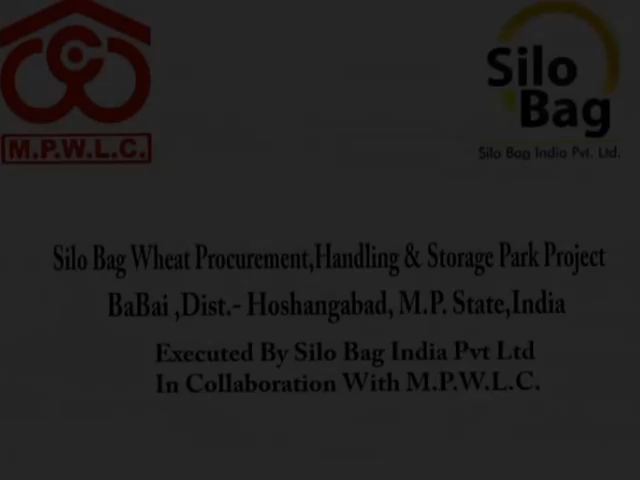 M.P.W.L.C.
Silo
Bag
Silo Bag India Pvt. Ltd.
Silo Bag Wheat Procurement,Handling & Storage Park Project
BaBai ,Dist.- Hoshangabad, M.P. State,India
Executed By Silo Bag India Pvt Ltd
In Collaboration With M.P.W.L.C.